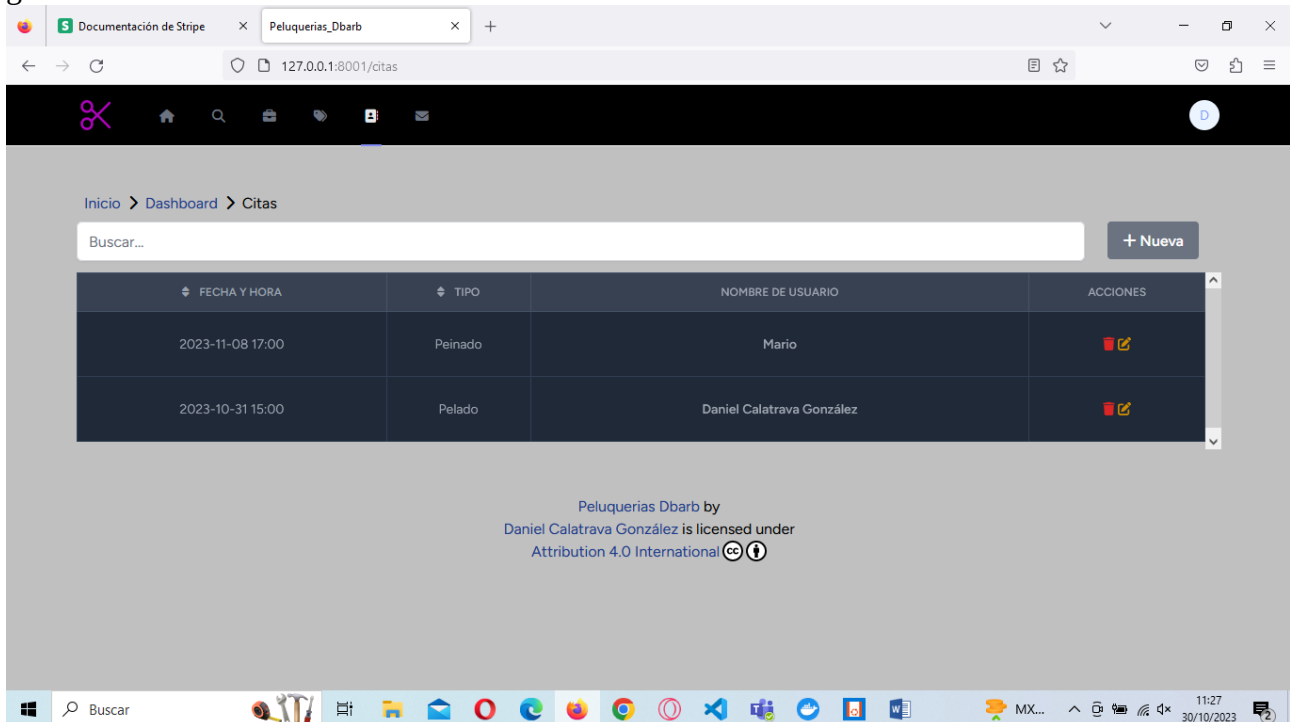 Documentación de Stripe
Peluquerias_Dbarb
127.0.0.1:8001/citas
D
Inicio Dashboard Citas
Buscar...
+ Nueva
FECHA Y HORA TIPO NOMBRE DE USUARIO ACCIONES
2023-11-08 17:00 Peinado Mario
2023-10-31 15:00 Pelado Daniel Calatrava González
Peluquerias Dbarb by
Daniel Calatrava González is licensed under
Attribution 4.0 International
Buscar
MX...
11:27
30/10/2023
2